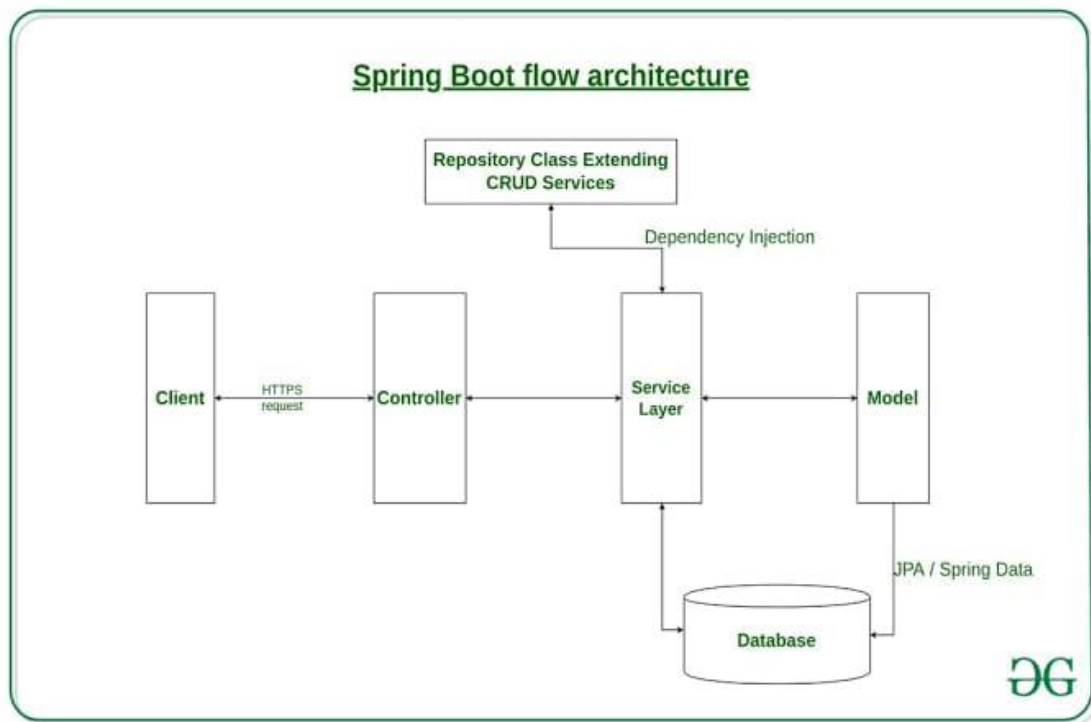 Spring Boot flow architecture
Repository Class Extending
CRUD Services
Dependency Injection
Client
HTTPS
request
Controller
Service
Layer
Model
JPA / Spring Data
Database